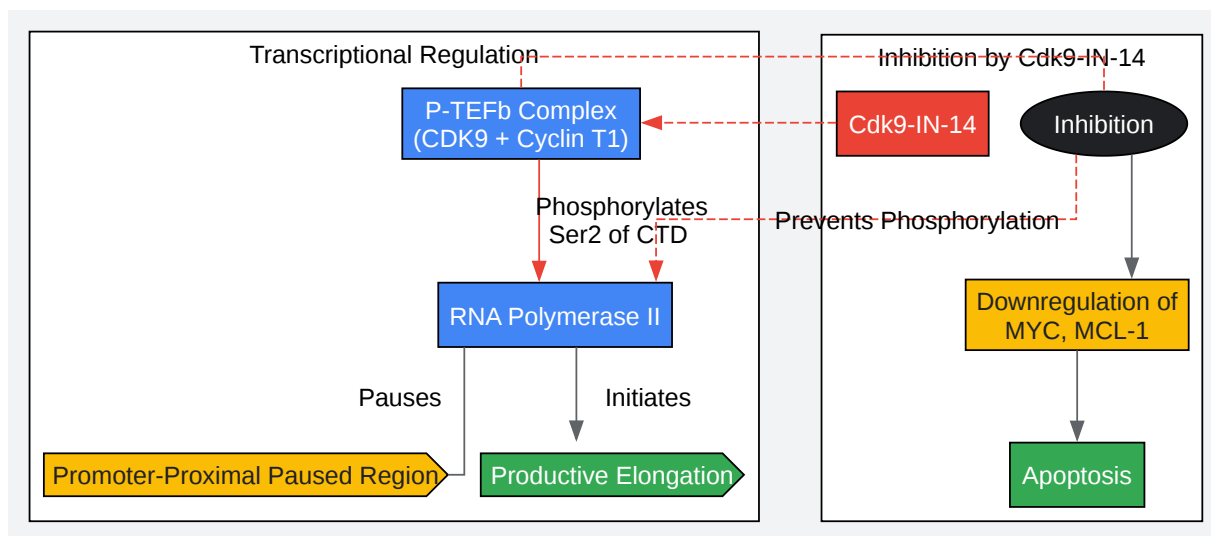 Transcriptional Regulation
P-TEFb Complex
(CDK9 + Cyclin T1)
Phosphorylates
Ser2 of CTD
RNA Polymerase II
Pauses
Initiates
Promoter-Proximal Paused Region
Productive Elongation
Inhibition by Cdk9-IN-14
Cdk9-IN-14
Inhibition
Prevents Phosphorylation
Downregulation of
MYC, MCL-1
Apoptosis